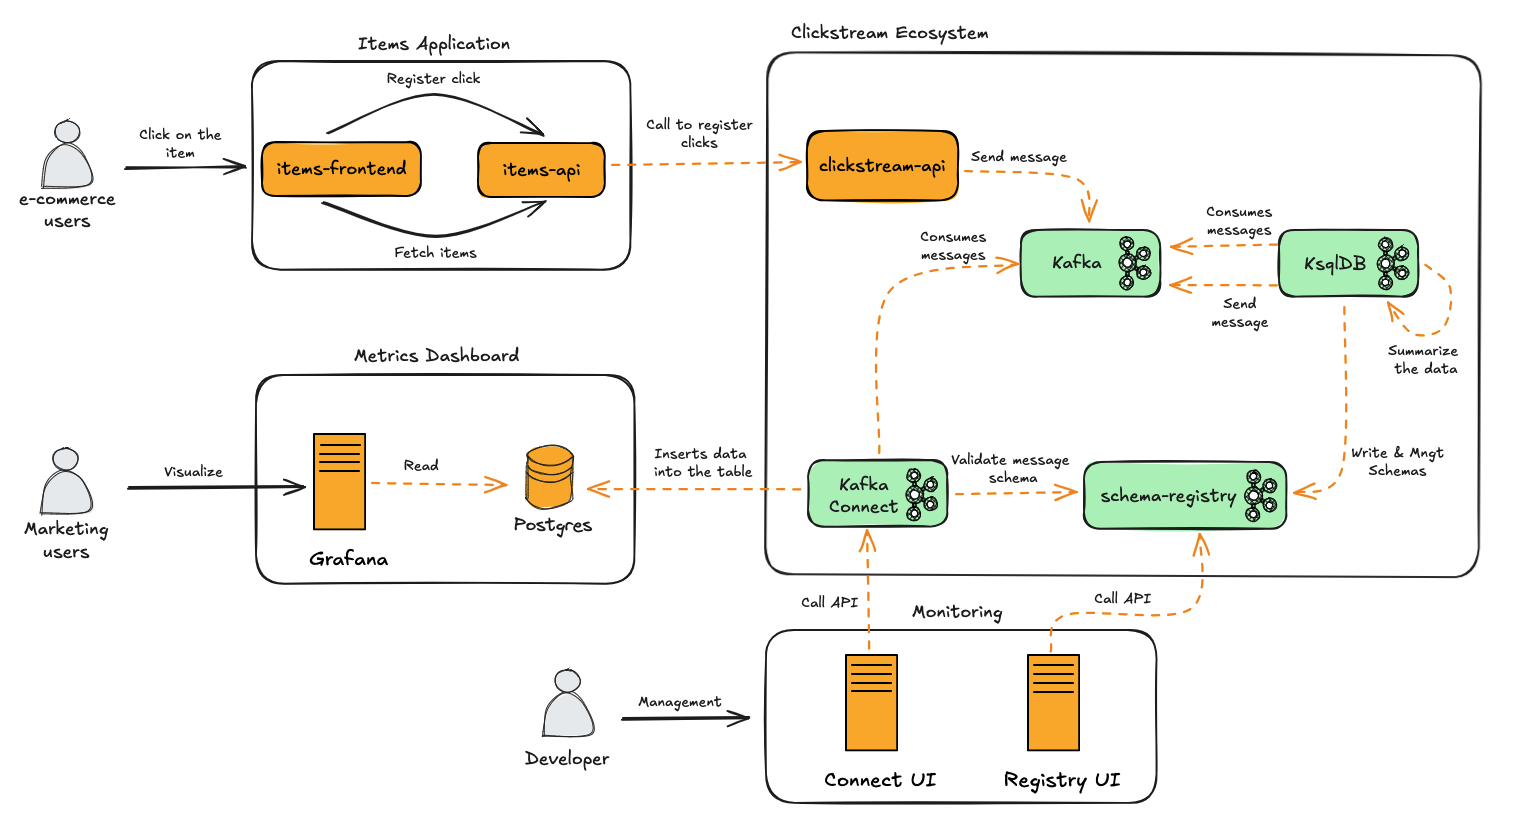 Items Application
Register click
items-frontend
items-api
Fetch items
Click on the
item
e-commerce
users
Call to register
clicks
Clickstream Ecosystem
clickstream-api
Send message
Consumes
messages
Kafka
Consumes
messages
Send
message
KsqlDB
Summarize
the data
Write & Mngt
Schemas
Kafka
Connect
Validate message
schema
schema-registry
Metrics Dashboard
Marketing
users
Visualize
Grafana
Read
Postgres
Inserts data
into the table
Call API
Call API
Monitoring
Developer
Management
Connect UI
Registry UI